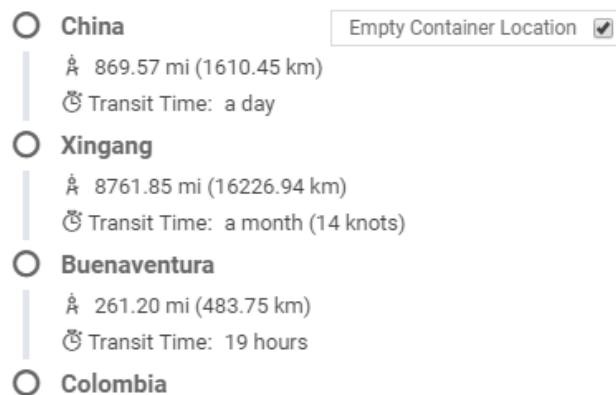 China
Empty Container Location
869.57 mi (1610.45 km)
Transit Time: a day
Xingang
8761.85 mi (16226.94 km)
Transit Time: a month (14 knots)
Buenaventura
261.20 mi (483.75 km)
Transit Time: 19 hours
Colombia